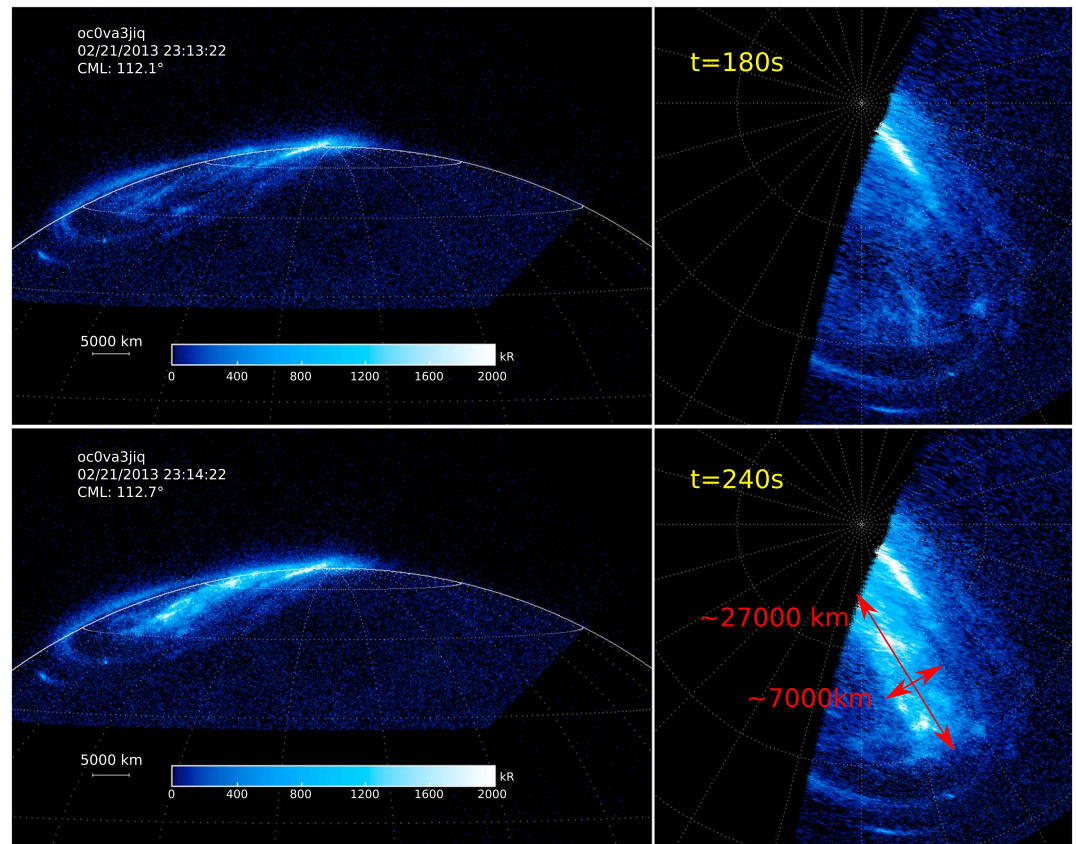 oc0va3jiq
02/21/2013 23:13:22
CML: 112.1°
5000 km
kR
0 400 800 1200 1600 2000
t=180s
oc0va3jiq
02/21/2013 23:14:22
CML: 112.7°
5000 km
kR
0 400 800 1200 1600 2000
t=240s
~27000 km
~7000km